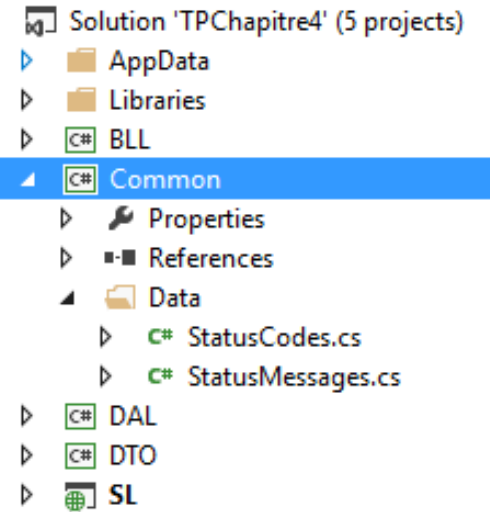 Solution 'TPChapitre4' (5 projects)
AppData
Libraries
C# BLL
C# Common
Properties
References
Data
C# StatusCodes.cs
C# StatusMessages.cs
C# DAL
C# DTO
SL